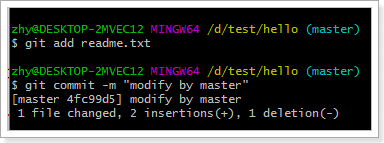 zhy@DESKTOP-2MVEC12 MINGW64 /d/test/hello (master)
$ git add readme.txt
zhy@DESKTOP-2MVEC12 MINGW64 /d/test/hello (master)
$ git commit -m "modify by master"
[master 4fc99d5] modify by master
1 file changed, 2 insertions(+), 1 deletion(-)